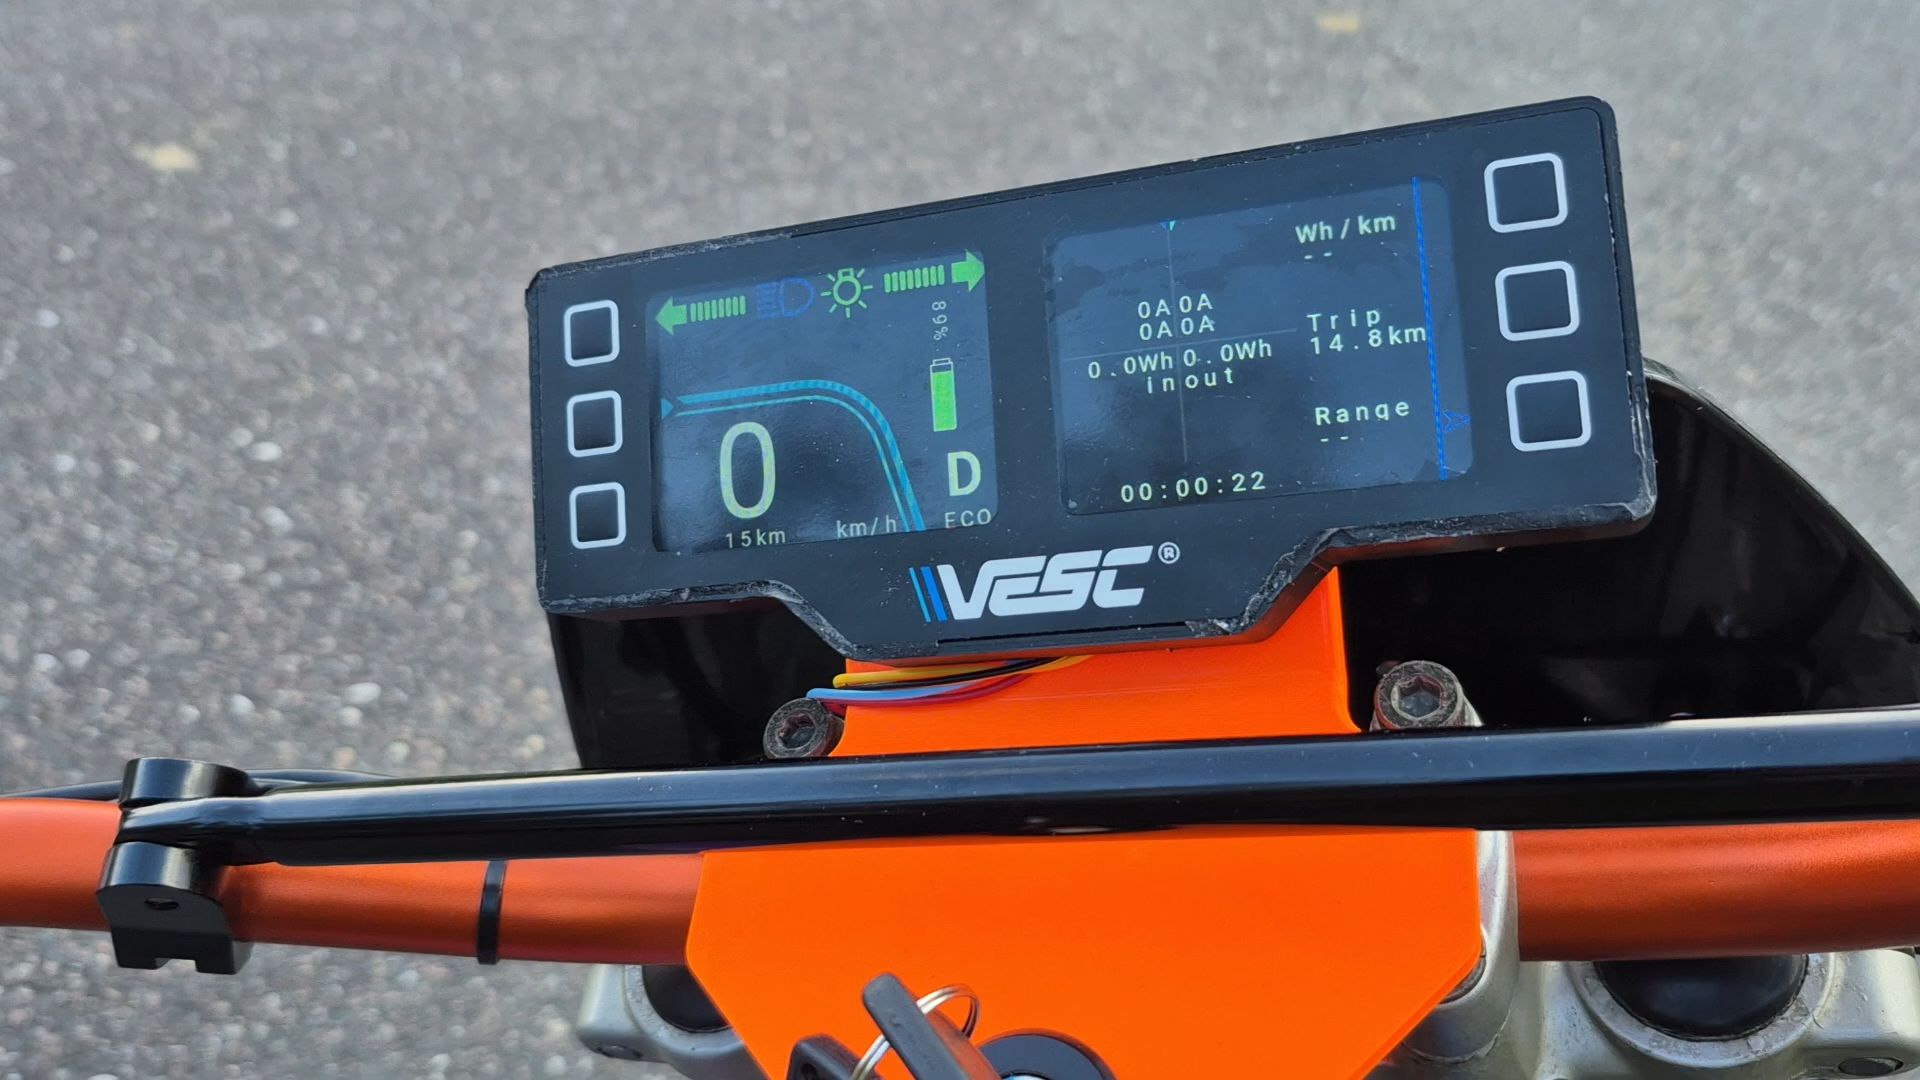 89%
0
15km
km/h
D
ECO
Wh/km
--
0A 0A
0A 0A
0.0Wh 0.0Wh
in out
Trip
14.8km
Range
--
00:00:22
VESC®